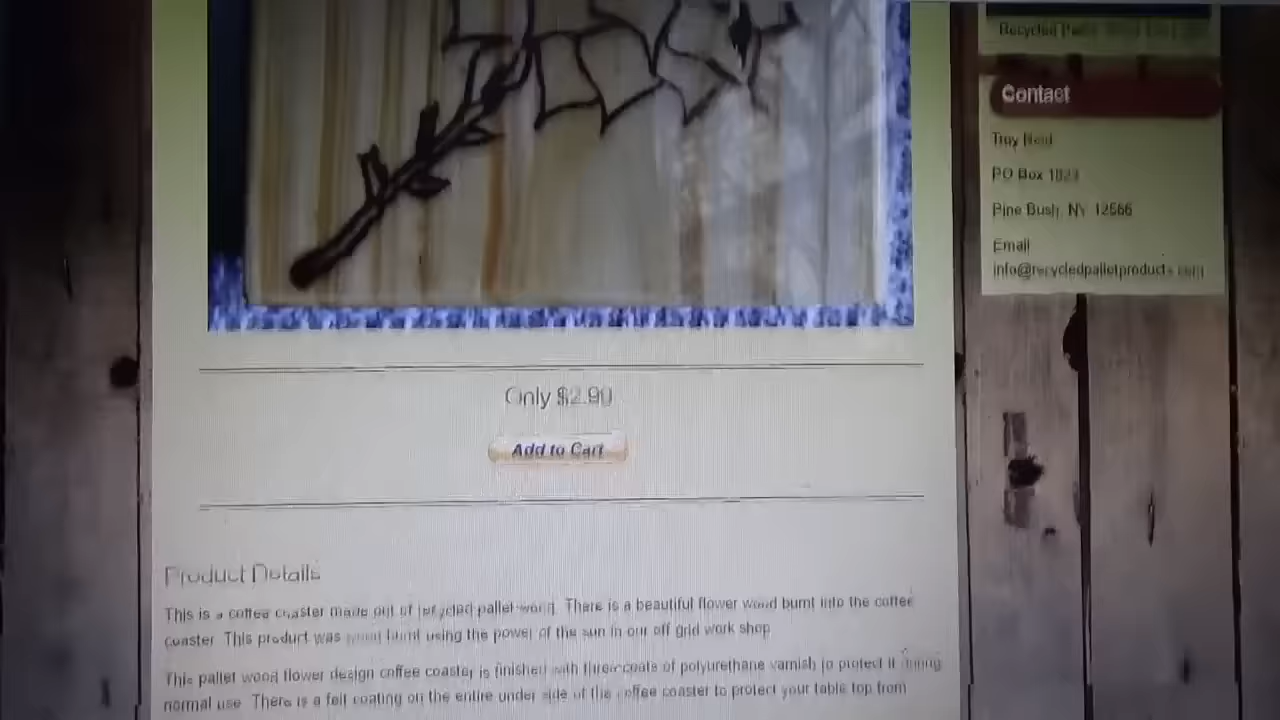 Recycled
Contact
Troy
PO Box
Pine Bush, NY 12566
Email
info@recycledpalletproducts.com
Only $2.90
Add to Cart
Product Details
This is a coffee coaster made out of recycled pallet wood. There is a beautiful flower wood burnt into the coffee
coaster. This product was wood burnt using the power of the sun in our off grid work shop.
This pallet wood flower design coffee coaster is finished with three coats of polyurethane varnish to protect it during
normal use. There is a felt coating on the entire under side of the coffee coaster to protect your table top from